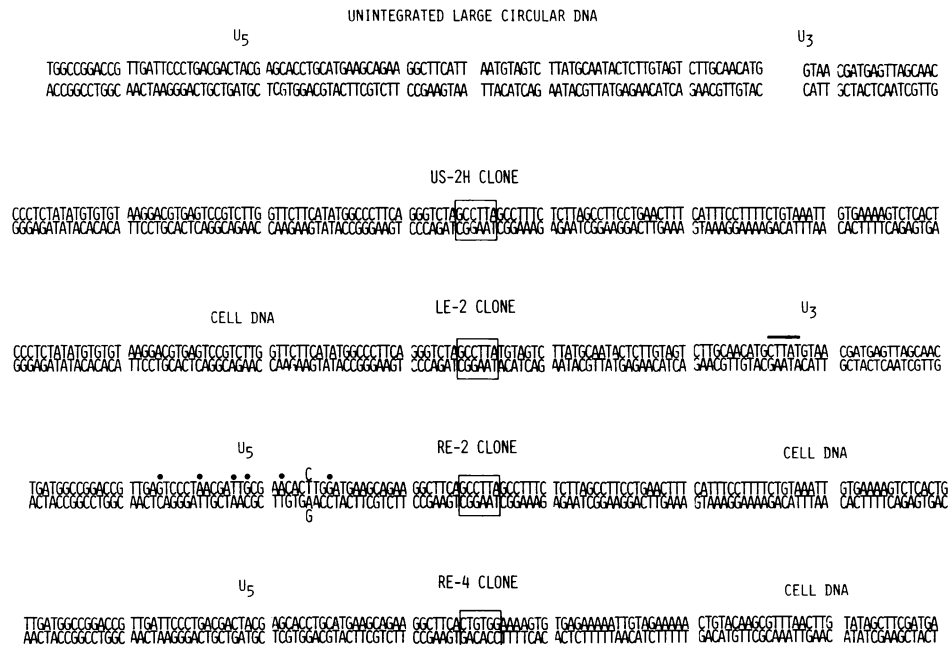 UNINTEGRATED LARGE CIRCULAR DNA
U5 U3
TGGCCGGACCG TTGATTCCCTGACGACTACG AGCACCTGCATGAAGCAGAA GGCTTCATT AATGTAGTC TTATGCAATACTCTTGTAGT CTTGCAACATG GTAA CGATGAGTTAGCAAC
ACCGGCCTGGC AACTAAGGGACTGCTGATGC TCGTGGACGTACTTCGTCTT CCGAAGTAA TTACATCAG AATACGTTATGAGAACATCA GAACGTTGTAC CATT GCTACTCAATCGTTG
US-2H CLONE
CCCTCTATATGTGTGT AAGGACGTGAGTCCGTCTTG GTTCTTCATATGGCCCTTCA GGGTCTAGCCTTAGCCTTTC TCTTAGCCTTCCTGAACTTT CATTTCCTTTTCTGTAAATT GTGAAAAGTCTCACT
GGGAGATATACACACA TTCCTGCACTCAGGCAGAAC CAAGAAGTATACCGGGAAGT CCCAGATCGGAATCGGAAAG AGAATCGGAAGGACTTGAAA GTAAAGGAAAAGACATTTAA CACTTTTCAGAGTGA
LE-2 CLONE
CELL DNA U3
CCCTCTATATGTGTGT AAGGACGTGAGTCCGTCTTG GTTCTTCATATGGCCCTTCA GGGTCTAGCCTTATGTAGTC TTATGCAATACTCTTGTAGT CTTGCAACATGCTTATGTAA CGATGAGTTAGCAAC
GGGAGATATACACACA TTCCTGCACTCAGGCAGAAC CAAGAAGTATACCGGGAAGT CCCAGATCGGAATACATCAG AATACGTTATGAGAACATCA GAACGTTGTACGAATACATT GCTACTCAATCGTTG
RE-2 CLONE
U5 CELL DNA
C
TGATGGCCGGACCG TTGAGTCCCTAACGATTGCG AACACTTGGATGAAGCAGAA GGCTTCAGCCTTAGCCTTTC TCTTAGCCTTCCTGAACTTT CATTTCCTTTTCTGTAAATT GTGAAAAGTCTCACTG
ACTACCGGCCTGGC AACTCAGGGATTGCTAACGC TTGTGAACCTACTTCGTCTT CCGAAGTCGGAATCGGAAAG AGAATCGGAAGGACTTGAAA GTAAAGGAAAAGACATTTAA CACTTTTCAGAGTGAC
G
RE-4 CLONE
U5 CELL DNA
TTGATGGCCGGACCG TTGATTCCCTGACGACTACG AGCACCTGCATGAAGCAGAA GGCTTCACTGTGGAAAAGTG TGAGAAAAATTGTAGAAAAA CTGTACAAGCGTTTAACTTG TATAGCTTCGATGA
AACTACCGGCCTGGC AACTAAGGGACTGCTGATGC TCGTGGACGTACTTCGTCTT CCGAAGTGACACCTTTTCAC ACTCTTTTTAACATCTTTTT GACATGTTCGCAAATTGAAC ATATCGAAGCTACT